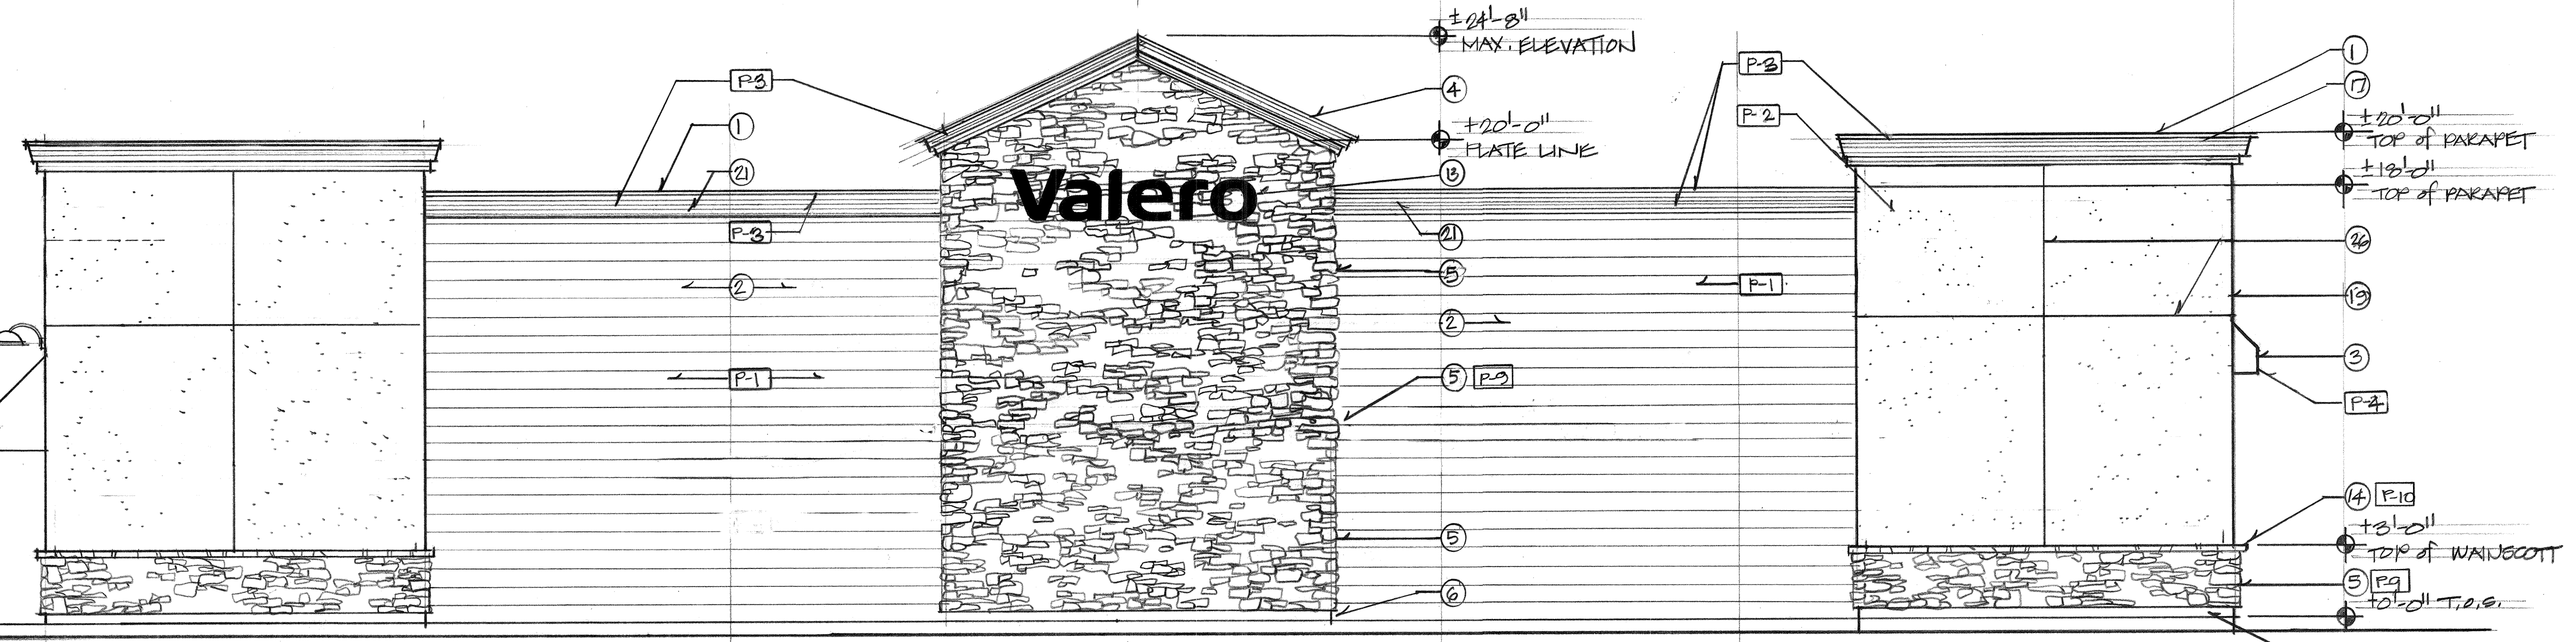 ±24'-8"
MAX. ELEVATION
P-3
1
21
P-3
2
P-1
Valero
4
±20'-0"
PLATE LINE
13
21
5
2
5 P-9
5
6
P-3
P-2
P-1
1
17
±20'-0"
TOP of PARAPET
±18'-0"
TOP of PARAPET
26
19
3
P-4
14 P-10
±3'-0"
TOP of WAINSCOTT
5 P-9
±0'-0" T.O.S.